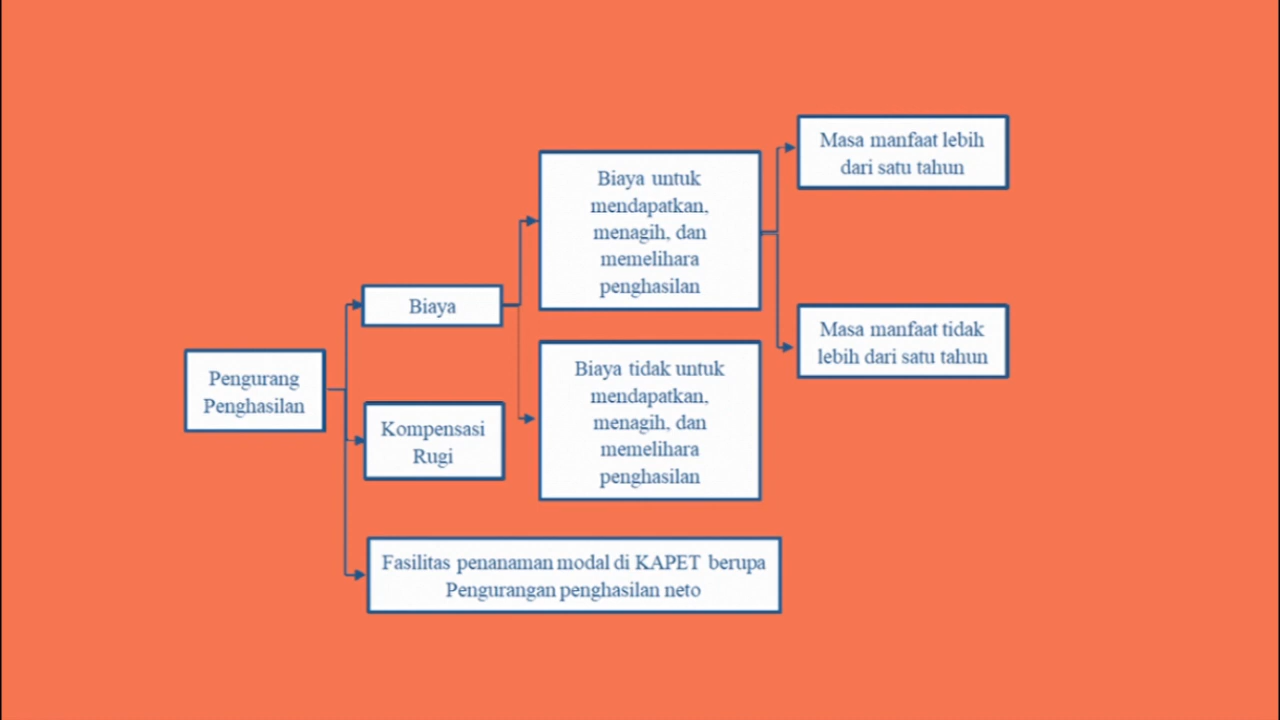 Pengurang
Penghasilan
Biaya
Kompensasi
Rugi
Fasilitas penanaman modal di KAPET berupa
Pengurangan penghasilan neto
Biaya untuk
mendapatkan,
menagih, dan
memelihara
penghasilan
Biaya tidak untuk
mendapatkan,
menagih, dan
memelihara
penghasilan
Masa manfaat lebih
dari satu tahun
Masa manfaat tidak
lebih dari satu tahun